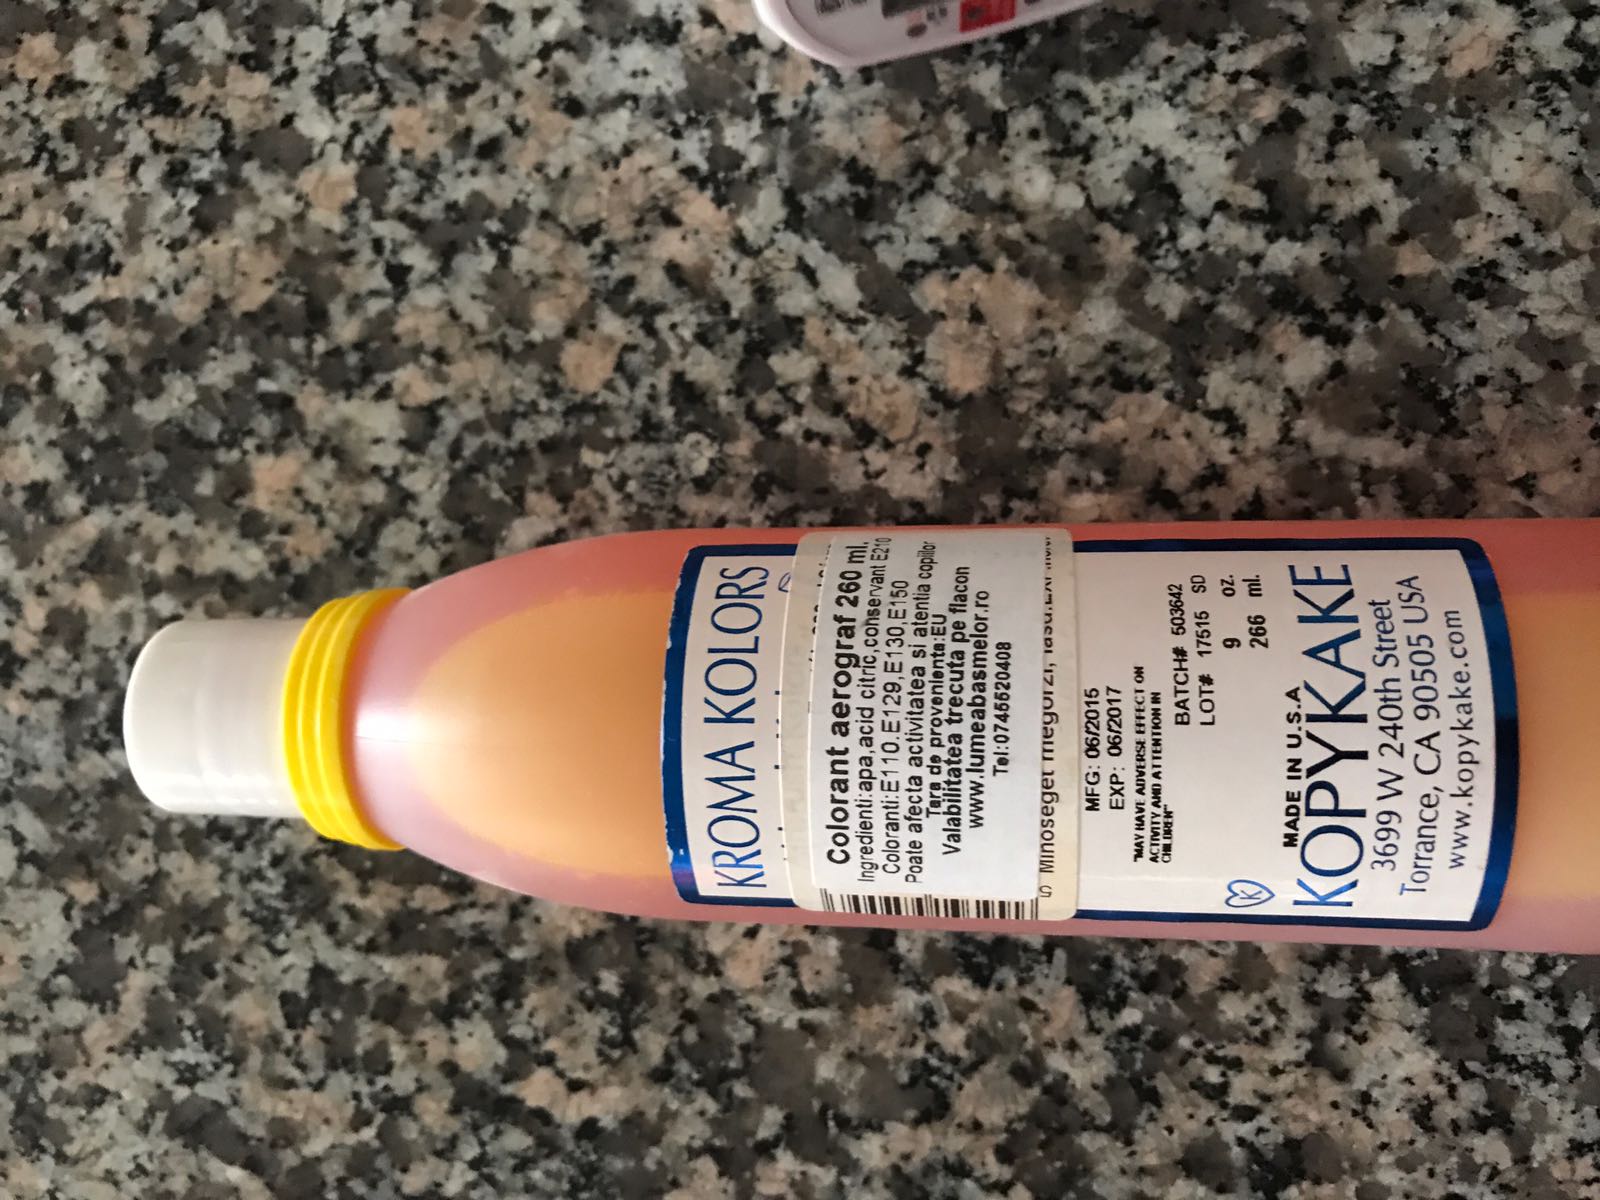 KROMA KOLORS
Colorant aerograf 260 ml,
Ingredienti:apa,acid citric,conservant E210
Coloranti:E110.E129,E130,E150
Poate afecta activitatea si atentia copiilor
Tara de provenienta:EU
Valabilitatea trecuta pe flacon
www.lumeabasmelor.ro
Tel:0745520408
MFG: 06/2015
EXP: 06/2017
"MAY HAVE ADVERSE EFFECT ON
ACTIVITY AND ATTENTION IN
CHILDREN"
BATCH# 503642
LOT# 17515 SD
9 oz.
266 ml.
MADE IN U.S.A
KOPYKAKE
3699 W 240th Street
Torrance, CA 90505 USA
www.kopykake.com